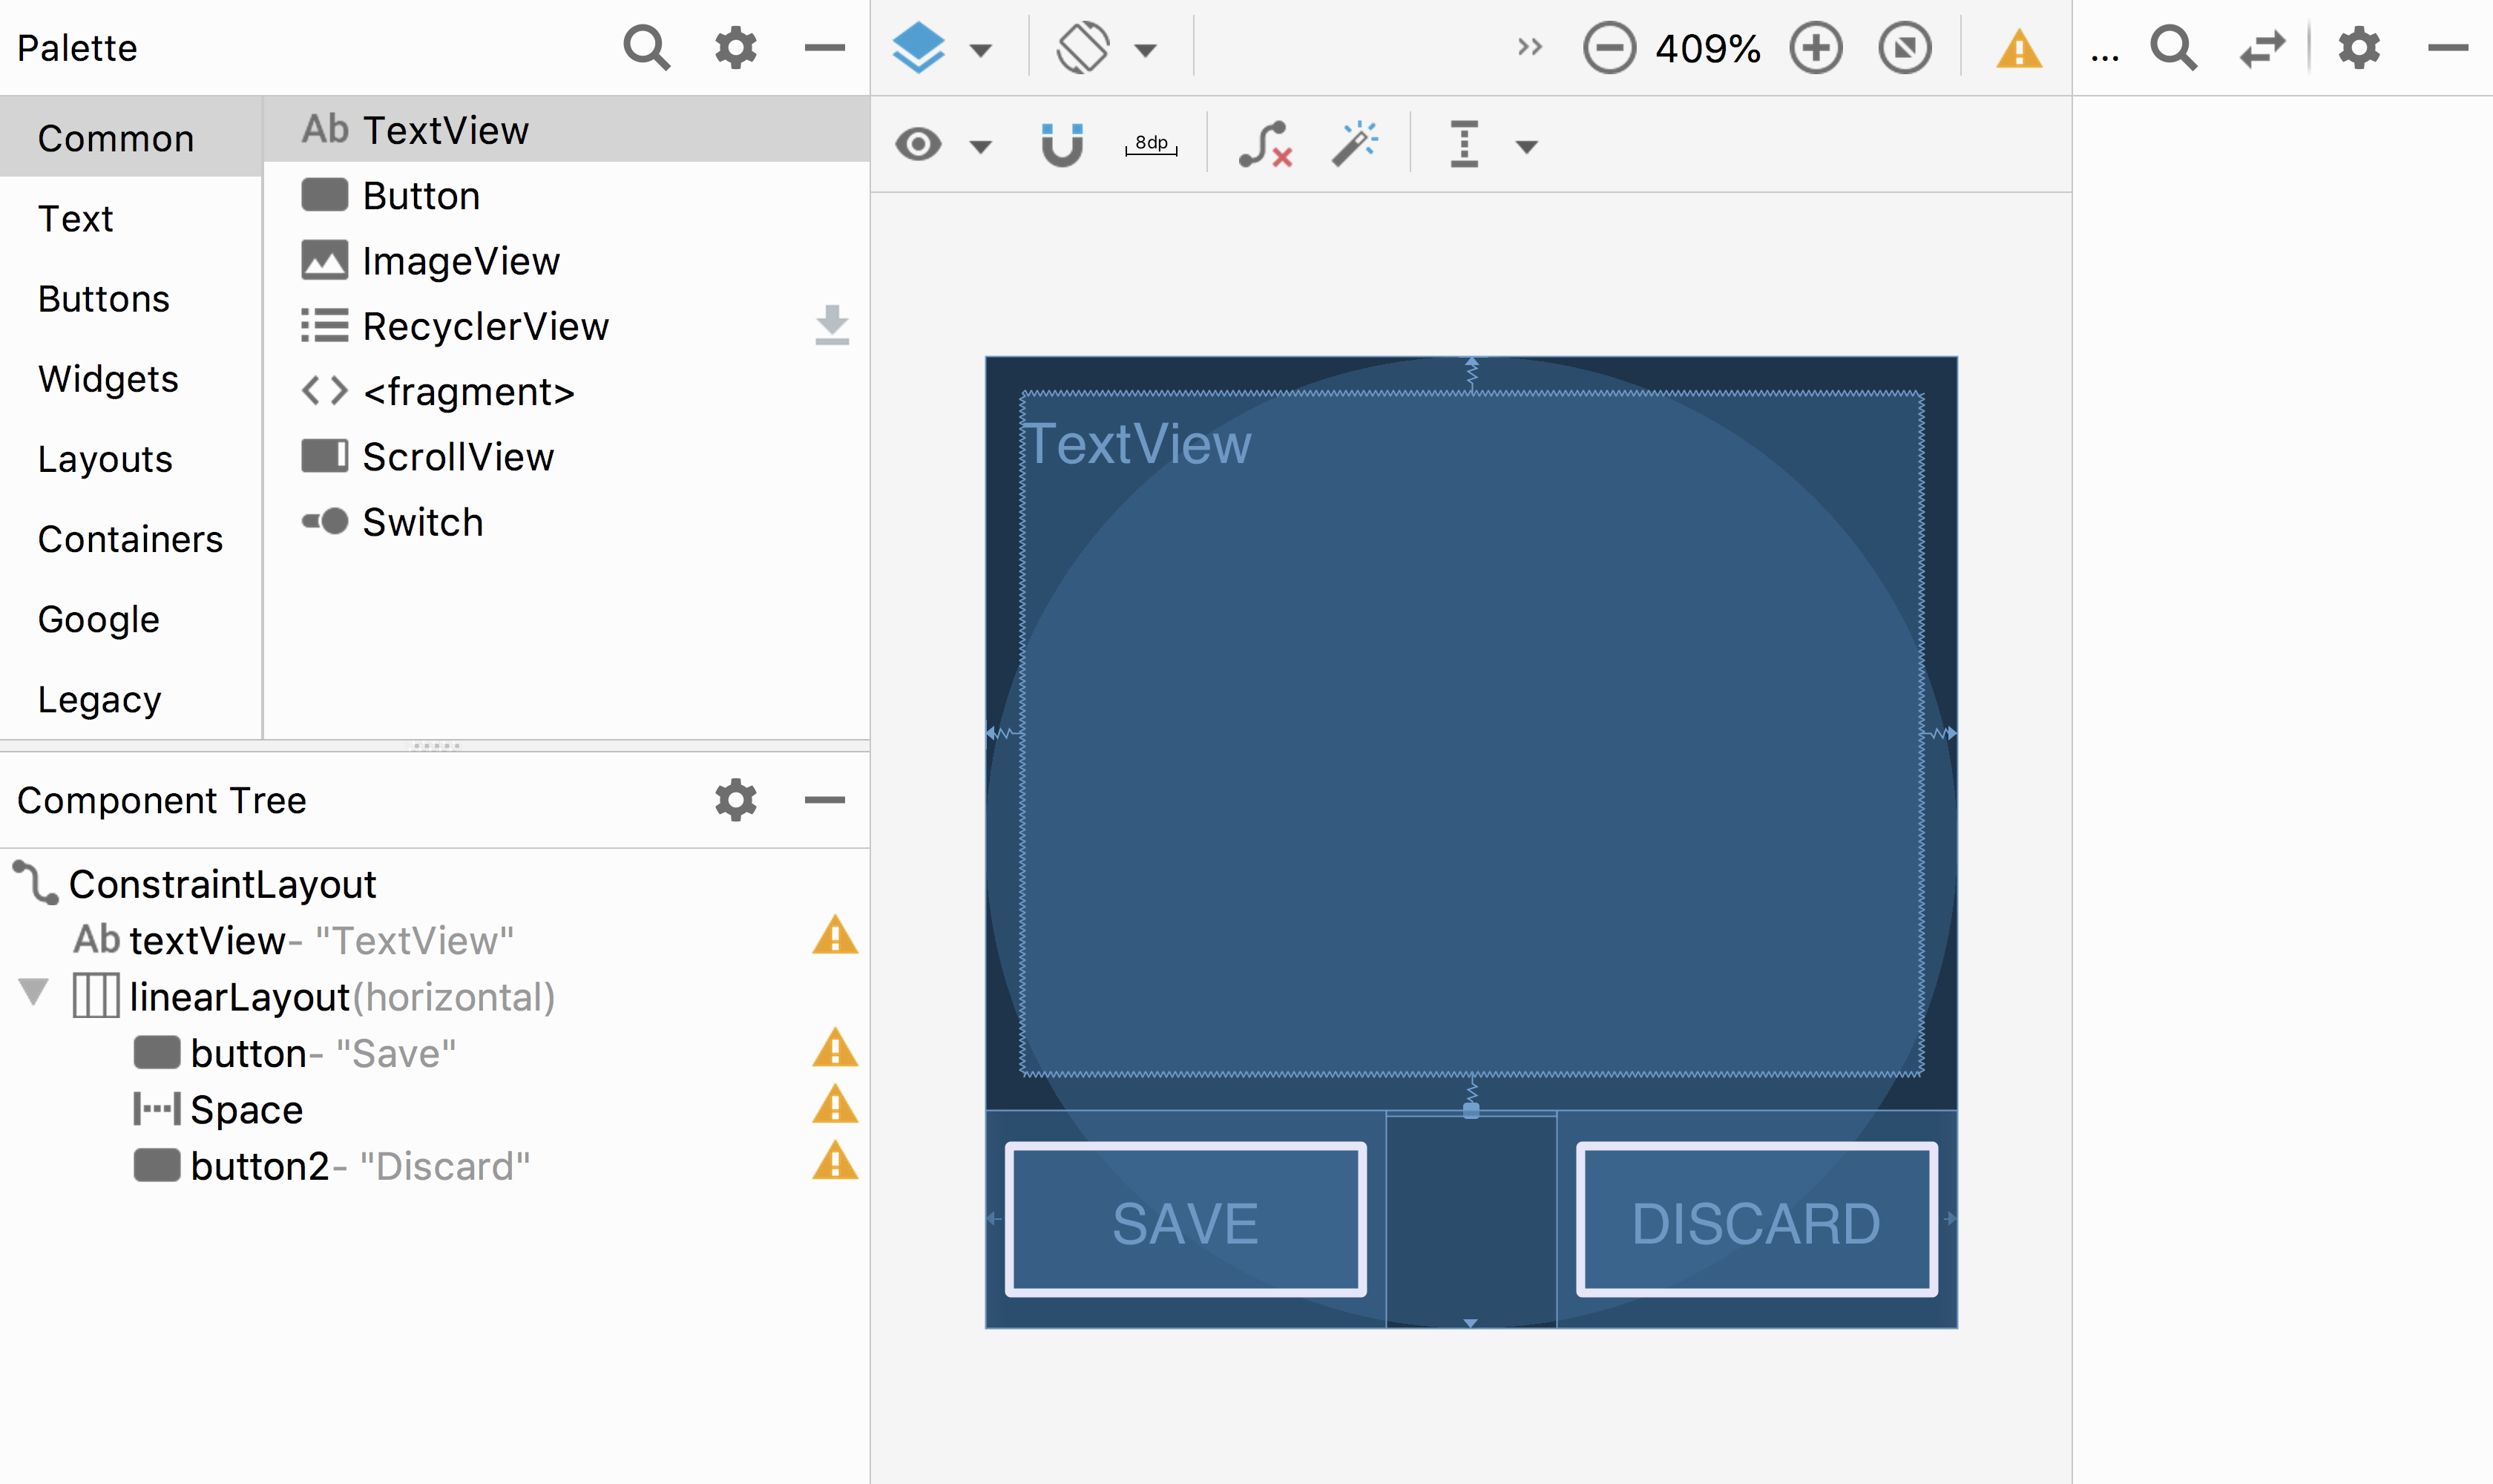 Palette
409%
...
Common
Text
Buttons
Widgets
Layouts
Containers
Google
Legacy
Ab TextView
Button
ImageView
RecyclerView
<fragment>
ScrollView
Switch
8dp
Component Tree
ConstraintLayout
Ab textView- "TextView"
linearLayout(horizontal)
button- "Save"
Space
button2- "Discard"
TextView
SAVE
DISCARD